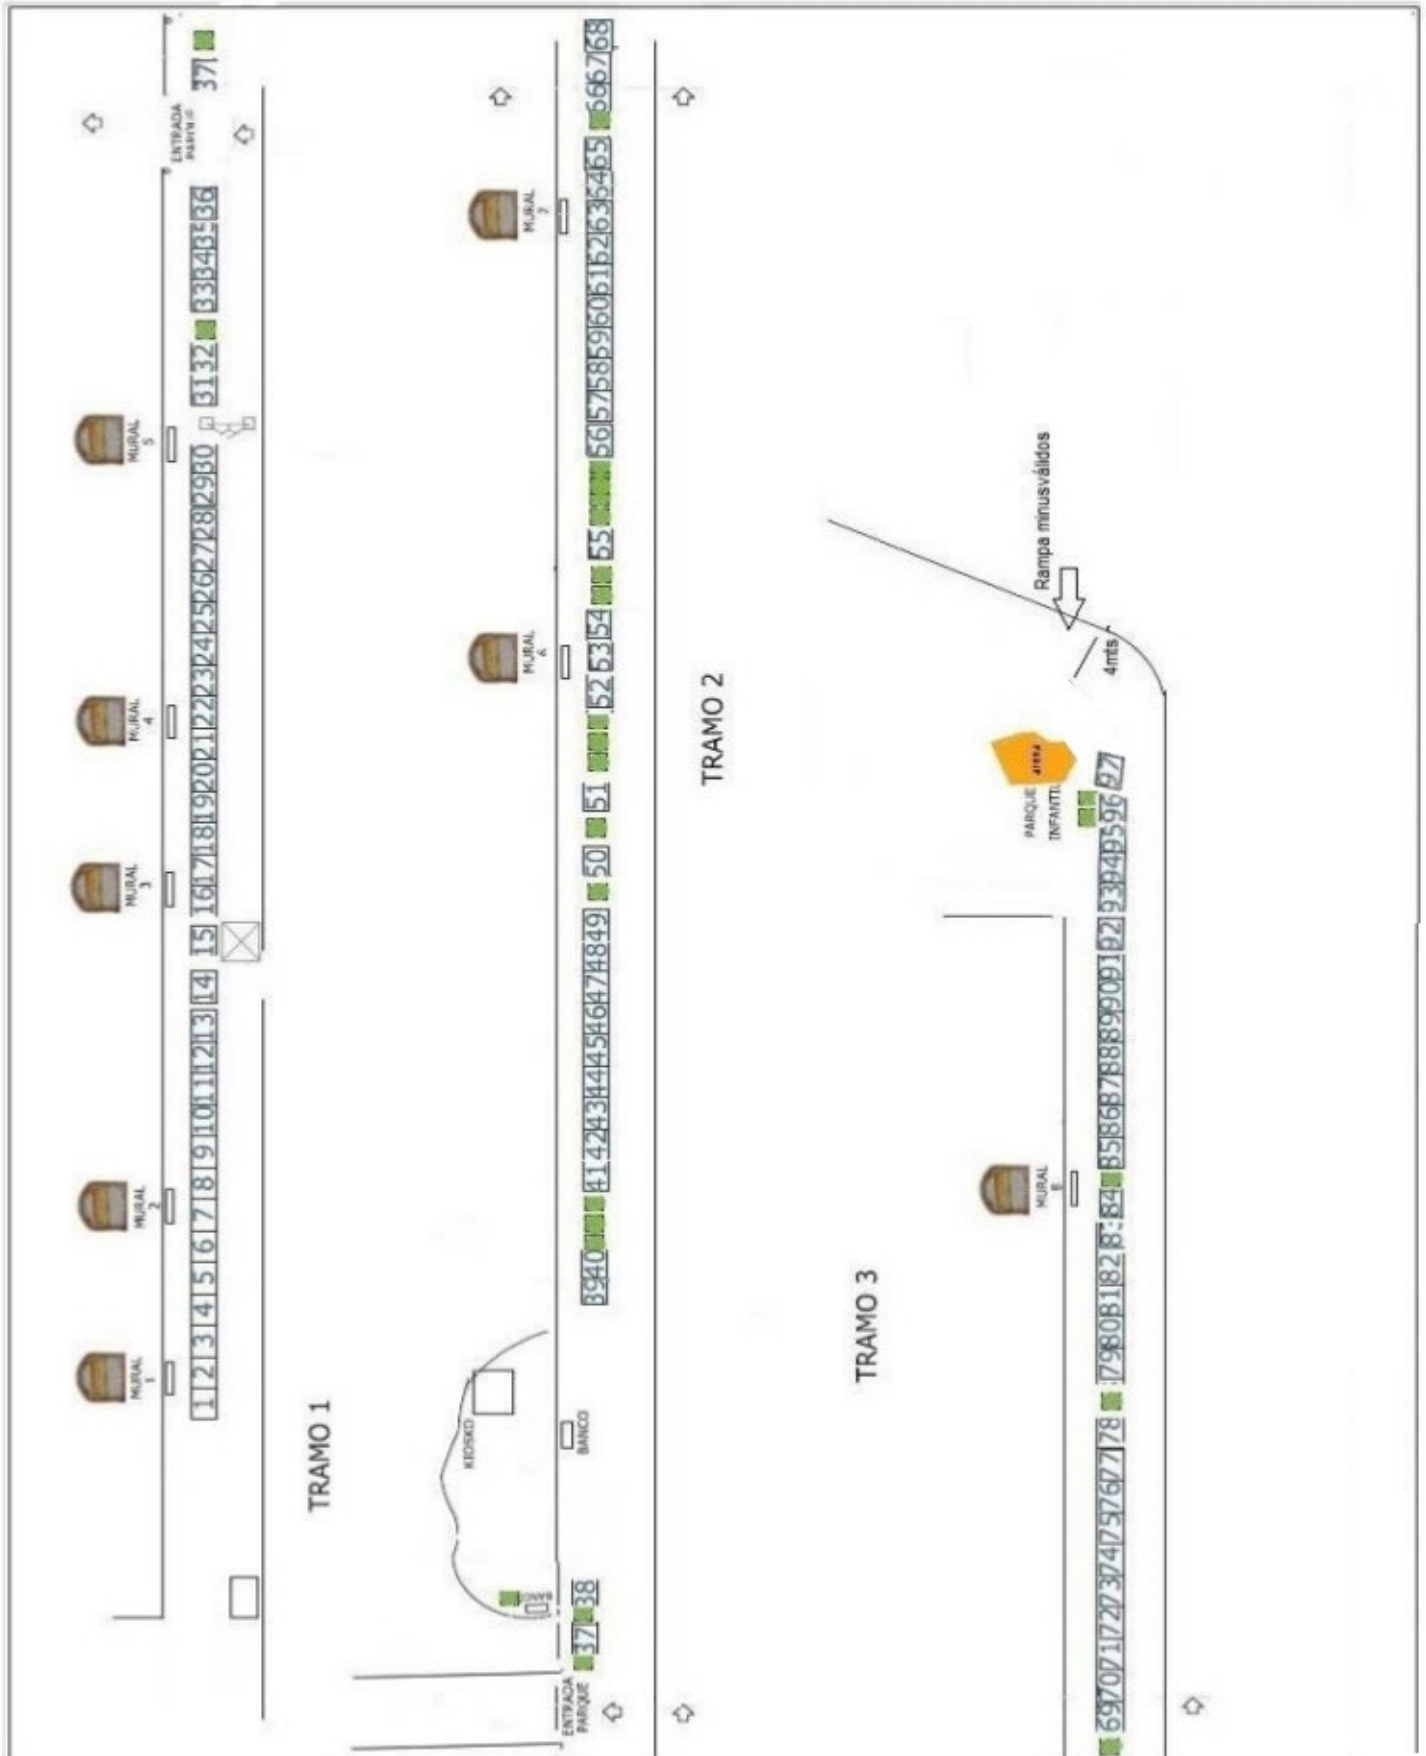 MURAL 1
MURAL 2
MURAL 3
MURAL 4
MURAL 5
ENTRADA
1 2 3 4 5 6 7 8 9 10 11 12 13 14 15 16 17 18 19 20 21 22 23 24 25 26 27 28 29 30 31 32 33 34 35 36 37
TRAMO 1
KIOSKO
MURAL 6
MURAL 7
BANCO
BANCO
ENTRADA PARQUE
37 38 39 40 41 42 43 44 45 46 47 48 49 50 51 52 53 54 55 56 57 58 59 60 61 62 63 64 65 66 67 68
TRAMO 2
TRAMO 3
MURAL 8
PARQUE
INFANTIL
arena
Rampa minusválidos
4mts
69 70 71 72 73 74 75 76 77 78 79 80 81 82 83 84 85 86 87 88 89 90 91 92 93 94 95 96 97